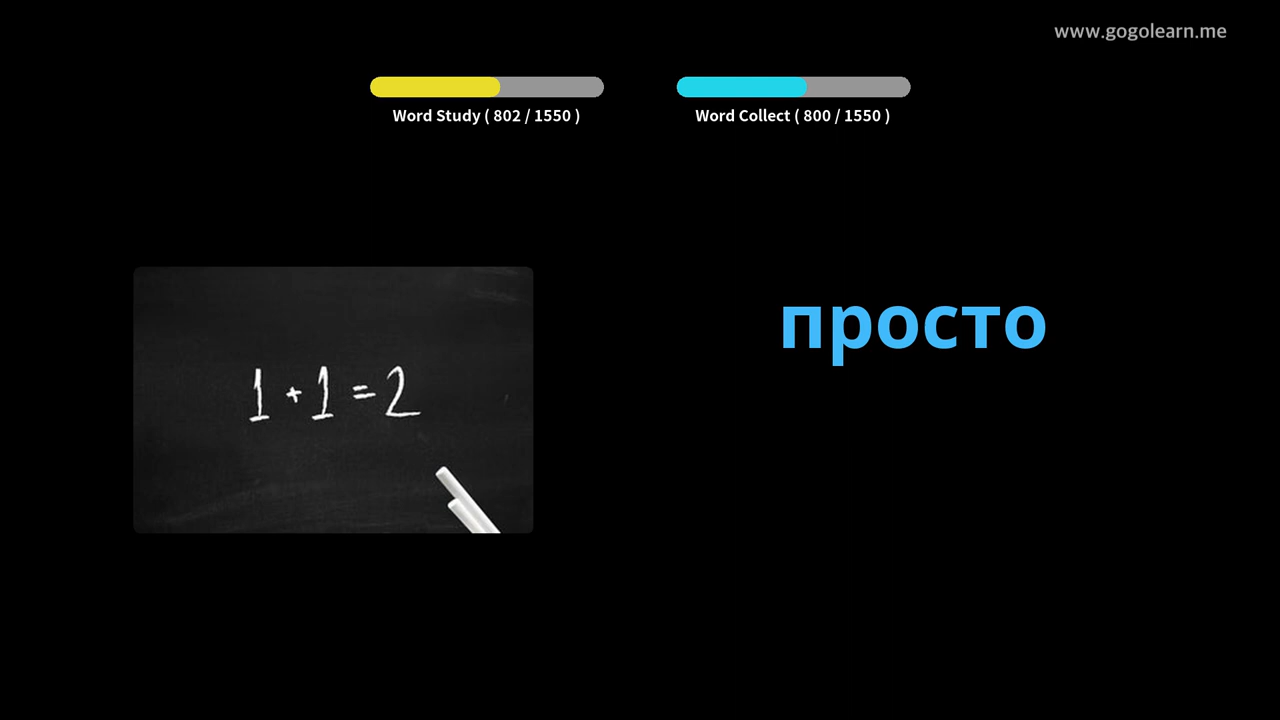 www.gogolearn.me
Word Study ( 802 / 1550 )
Word Collect ( 800 / 1550 )
1 + 1 = 2
просто